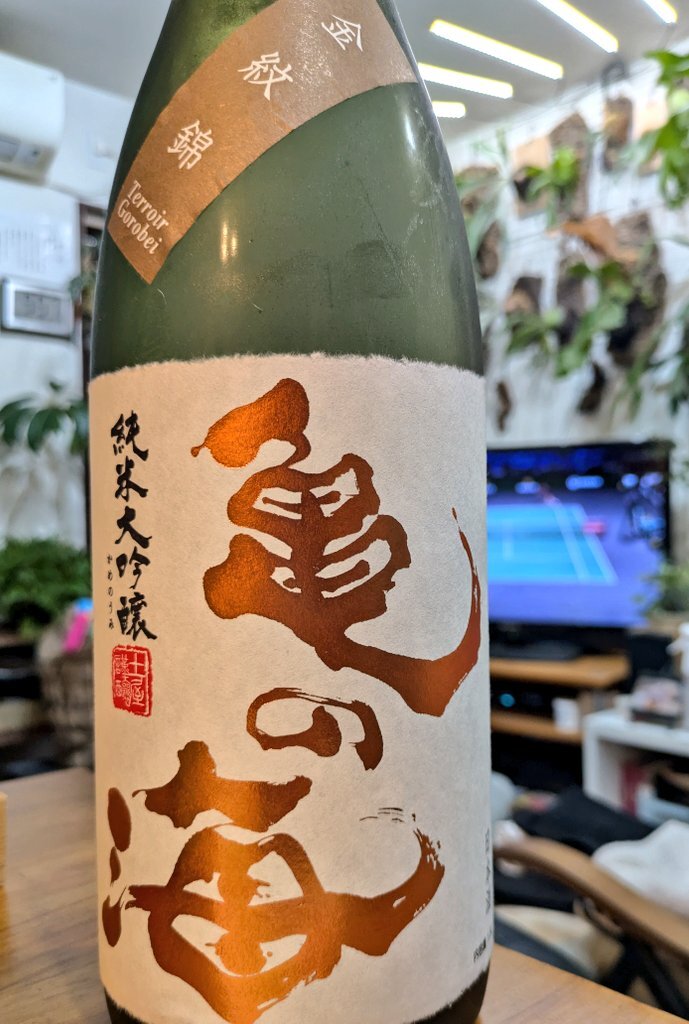 金紋錦
Terroir
Gorobei
亀の海
純米大吟醸
かめのうみ